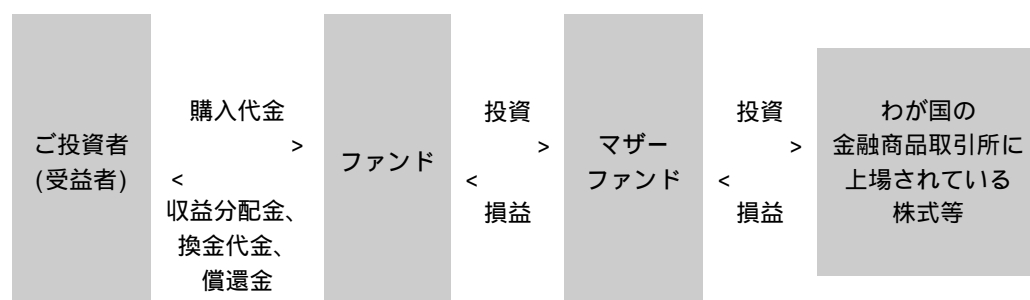 ご投資者
(受益者)
購入代金
>
<
収益分配金、
換金代金、
償還金
ファンド
投資
>
<
損益
マザー
ファンド
投資
>
<
損益
わが国の
金融商品取引所に
上場されている
株式等